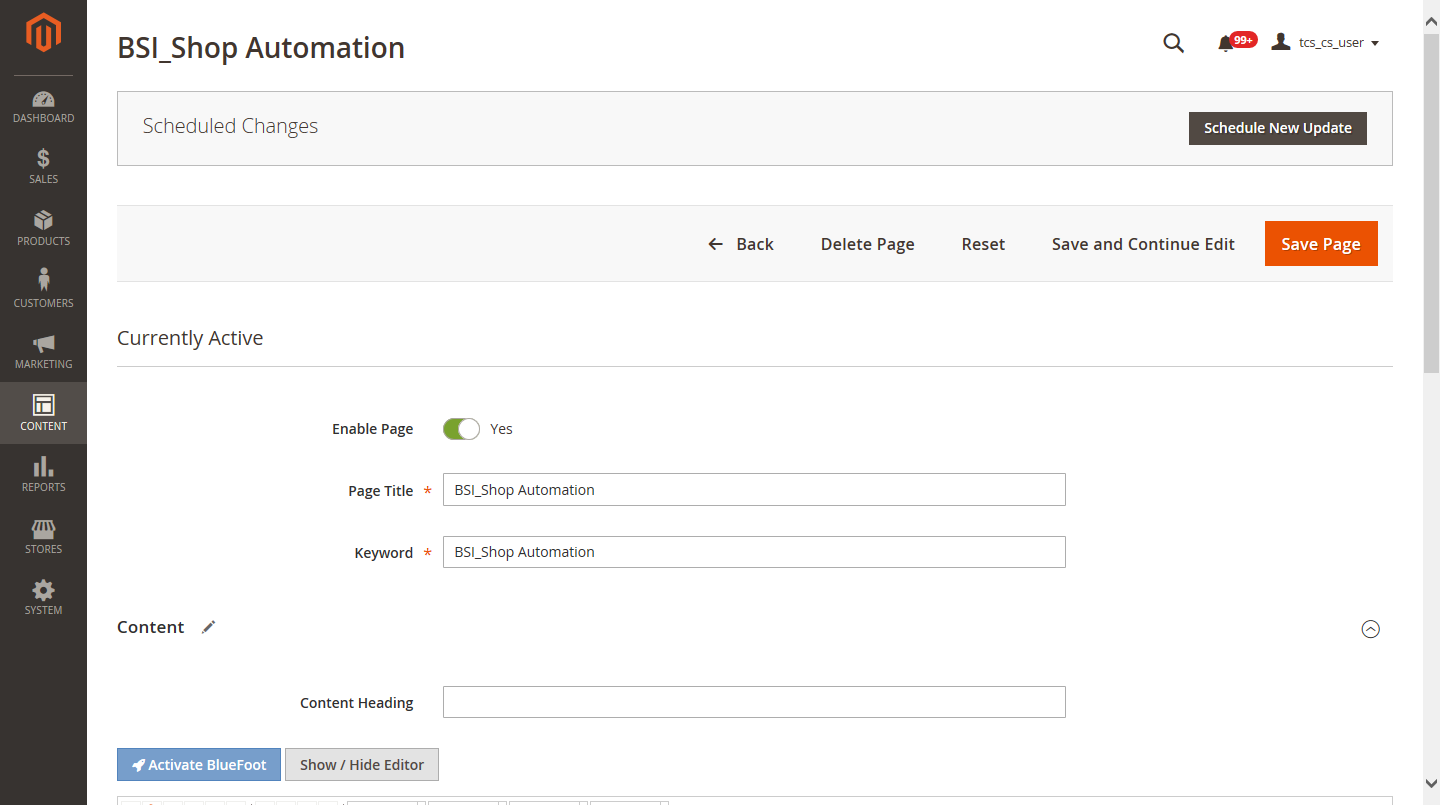 BSI_Shop Automation
99+
tcs_cs_user
DASHBOARD
SALES
PRODUCTS
CUSTOMERS
MARKETING
CONTENT
REPORTS
STORES
SYSTEM
Scheduled Changes
Schedule New Update
Back
Delete Page
Reset
Save and Continue Edit
Save Page
Currently Active
Enable Page
Yes
Page Title *
BSI_Shop Automation
Keyword *
BSI_Shop Automation
Content
Content Heading
Activate BlueFoot
Show / Hide Editor